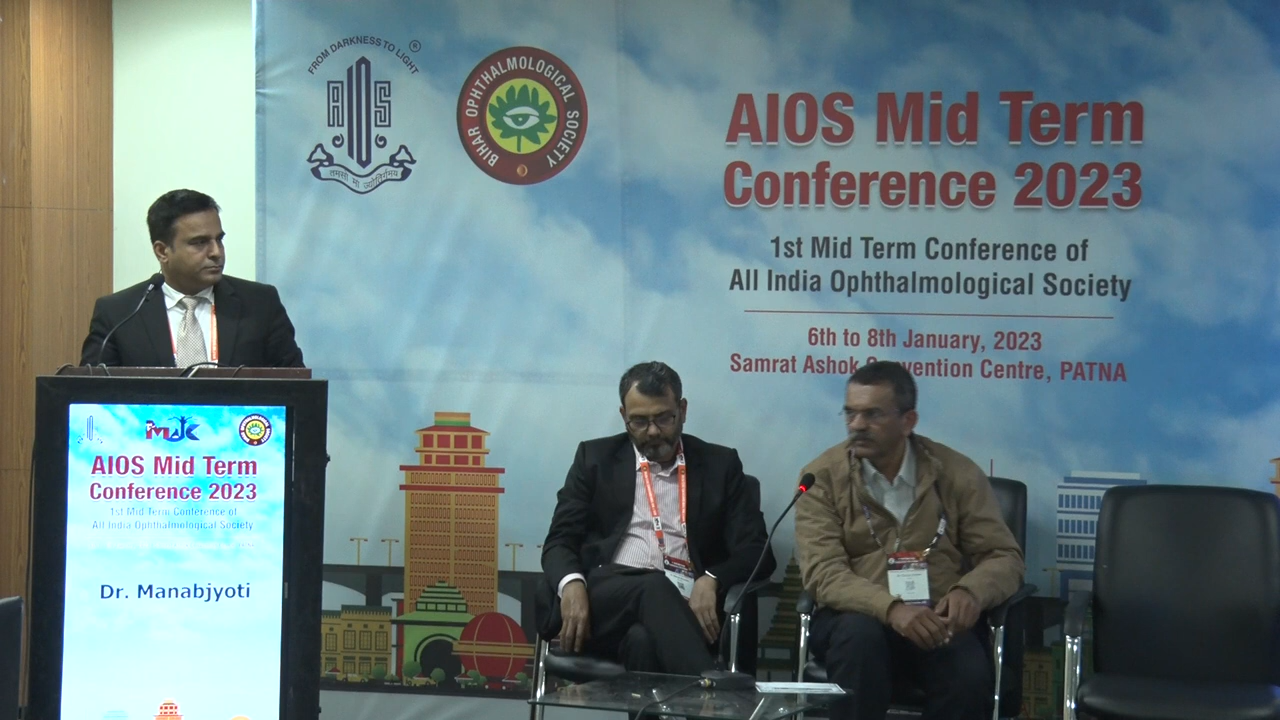 FROM DARKNESS TO LIGHT
®
AIOS
तमसो मा ज्योतिर्गमय
BIHAR OPHTHALMOLOGICAL SOCIETY
AIOS Mid Term
Conference 2023
1st Mid Term Conference of
All India Ophthalmological Society
6th to 8th January, 2023
Samrat Ashok Convention Centre, PATNA
AIOS Mid Term
Conference 2023
1st Mid Term Conference of
All India Ophthalmological Society
Dr. Manabjyoti